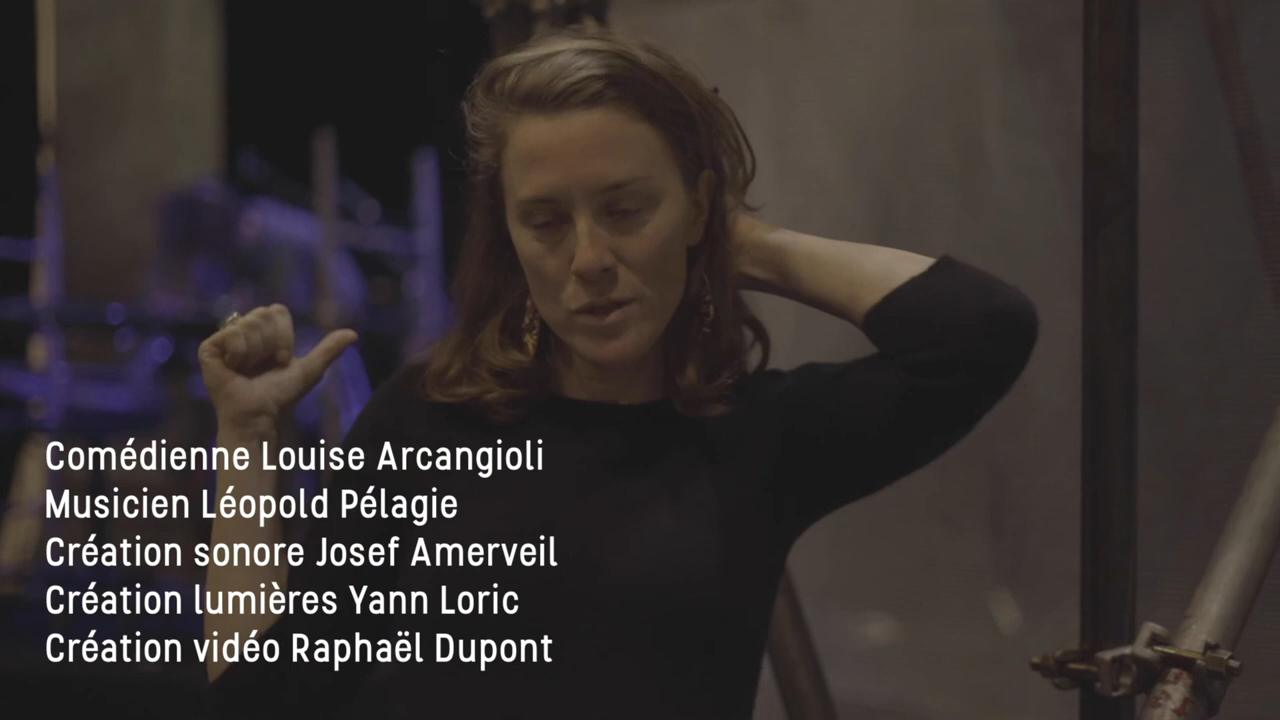 Comédienne Louise Arcangioli
Musicien Léopold Pélagie
Création sonore Josef Amerveil
Création lumières Yann Loric
Création vidéo Raphaël Dupont